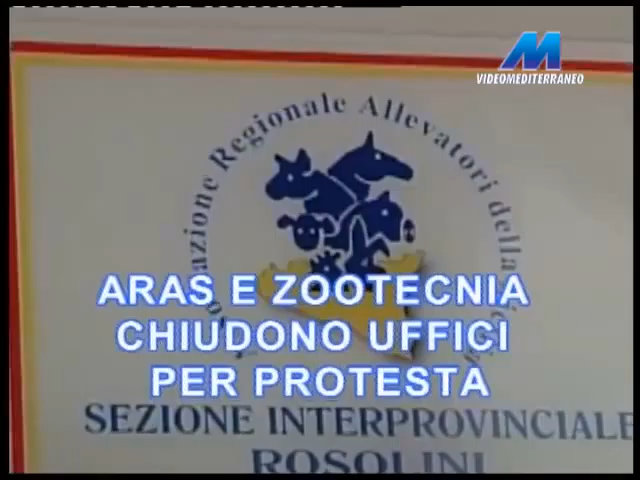 M
VIDEOMEDITERRANEO
Regionale Allevatori della
ARAS E ZOOTECNIA
CHIUDONO UFFICI
PER PROTESTA
SEZIONE INTERPROVINCIALE
ROSOLINI